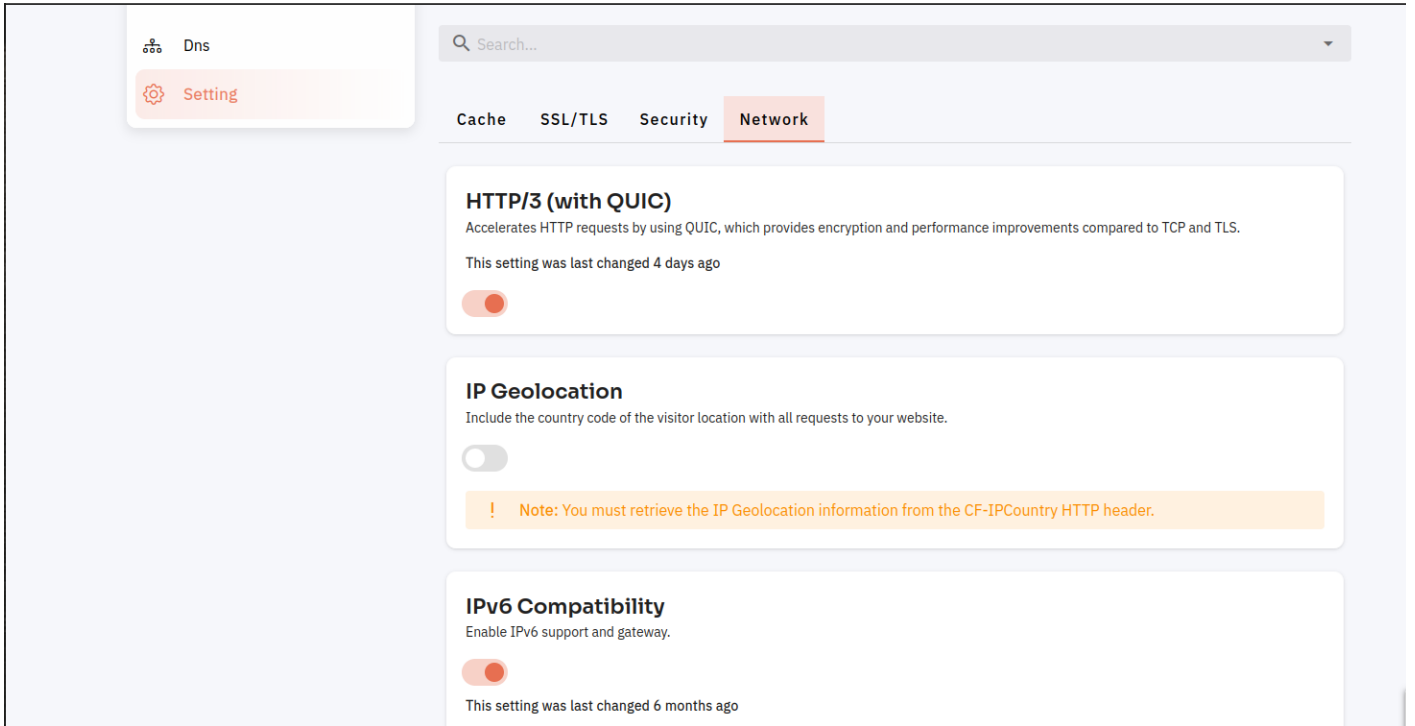 Dns
Setting
Search...
Cache SSL/TLS Security Network
HTTP/3 (with QUIC)
Accelerates HTTP requests by using QUIC, which provides encryption and performance improvements compared to TCP and TLS.
This setting was last changed 4 days ago
IP Geolocation
Include the country code of the visitor location with all requests to your website.
! Note: You must retrieve the IP Geolocation information from the CF-IPCountry HTTP header.
IPv6 Compatibility
Enable IPv6 support and gateway.
This setting was last changed 6 months ago